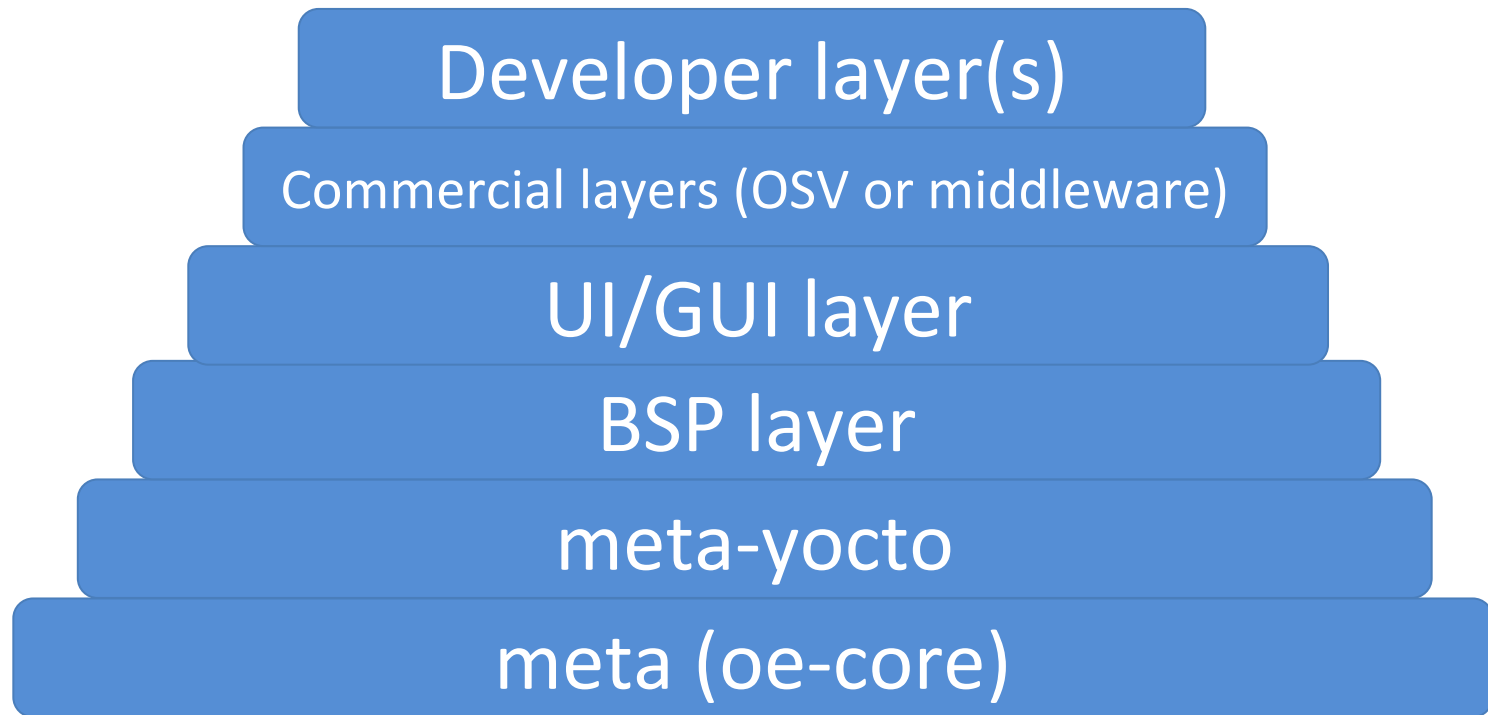 Developer layer(s)
Commercial layers (OSV or middleware)
UI/GUI layer
BSP layer
meta-yocto
meta (oe-core)